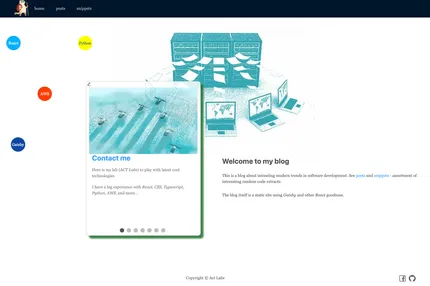 home posts snippets
React
Python
AWS
Gatsby
Contact me
Here is my lab (ACT Labs) to play with latest cool
technologies
I have a big experience with React, CSS, Typescript,
Python, AWS, and more...
Welcome to my blog
This is a blog about interesting modern trends in software development. See posts and snippets - assortment of
interesting modern code extracts.
The blog itself is a static site using Gatsby and other React goodness.
Copyright © Act Labs